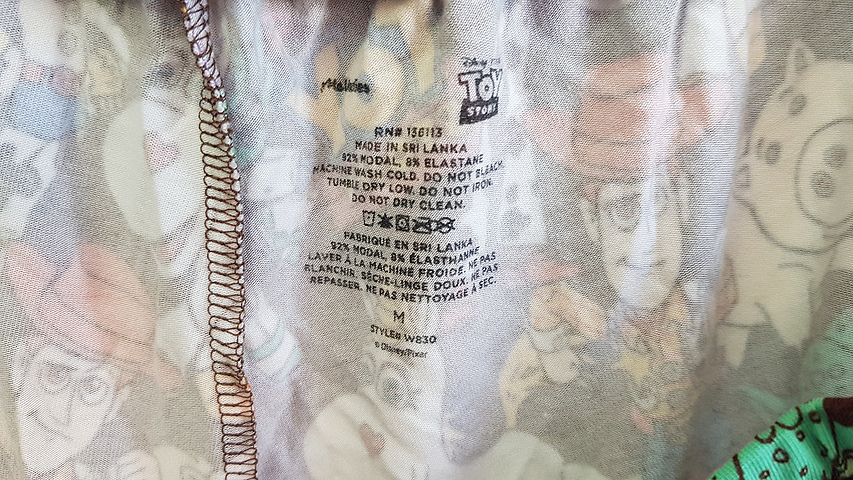 MeUndies
Disney PIXAR
TOY
STORY
RN# 136113
MADE IN SRI LANKA
92% MODAL, 8% ELASTANE
MACHINE WASH COLD. DO NOT BLEACH.
TUMBLE DRY LOW. DO NOT IRON.
DO NOT DRY CLEAN.
FABRIQUÉ EN SRI LANKA
92% MODAL, 8% ÉLASTHANNE
LAVER À LA MACHINE FROIDE. NE PAS
BLANCHIR. SÈCHE-LINGE DOUX. NE PAS
REPASSER. NE PAS NETTOYAGE À SEC.
M
STYLE# W830
©Disney/Pixar